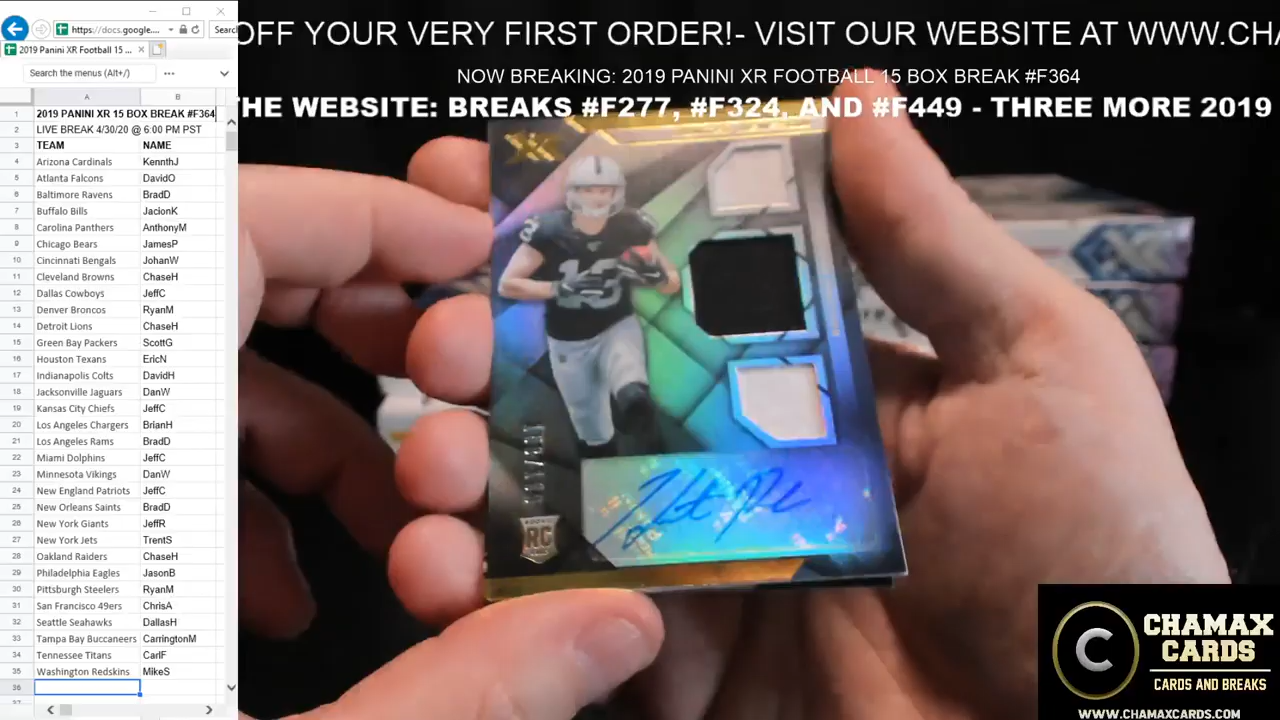 https://docs.google....
Searc
2019 Panini XR Football 15 ...
Search the menus (Alt+/)
A B
1 2019 PANINI XR 15 BOX BREAK #F364
2 LIVE BREAK 4/30/20 @ 6:00 PM PST
3 TEAM NAME
4 Arizona Cardinals KennthJ
5 Atlanta Falcons DavidO
6 Baltimore Ravens BradD
7 Buffalo Bills JacionK
8 Carolina Panthers AnthonyM
9 Chicago Bears JamesP
10 Cincinnati Bengals JohanW
11 Cleveland Browns ChaseH
12 Dallas Cowboys JeffC
13 Denver Broncos RyanM
14 Detroit Lions ChaseH
15 Green Bay Packers ScottG
16 Houston Texans EricN
17 Indianapolis Colts DavidH
18 Jacksonville Jaguars DanW
19 Kansas City Chiefs JeffC
20 Los Angeles Chargers BrianH
21 Los Angeles Rams BradD
22 Miami Dolphins JeffC
23 Minnesota Vikings DanW
24 New England Patriots JeffC
25 New Orleans Saints BradD
26 New York Giants JeffR
27 New York Jets TrentS
28 Oakland Raiders ChaseH
29 Philadelphia Eagles JasonB
30 Pittsburgh Steelers RyanM
31 San Francisco 49ers ChrisA
32 Seattle Seahawks DallasH
33 Tampa Bay Buccaneers CarringtonM
34 Tennessee Titans CarlF
35 Washington Redskins MikeS
36
OFF YOUR VERY FIRST ORDER!- VISIT OUR WEBSITE AT WWW.CHA
NOW BREAKING: 2019 PANINI XR FOOTBALL 15 BOX BREAK #F364
THE WEBSITE: BREAKS #F277, #F324, AND #F449 - THREE MORE 2019
XR
13
RC
C
CHAMAX
CARDS
CARDS AND BREAKS
WWW.CHAMAXCARDS.COM